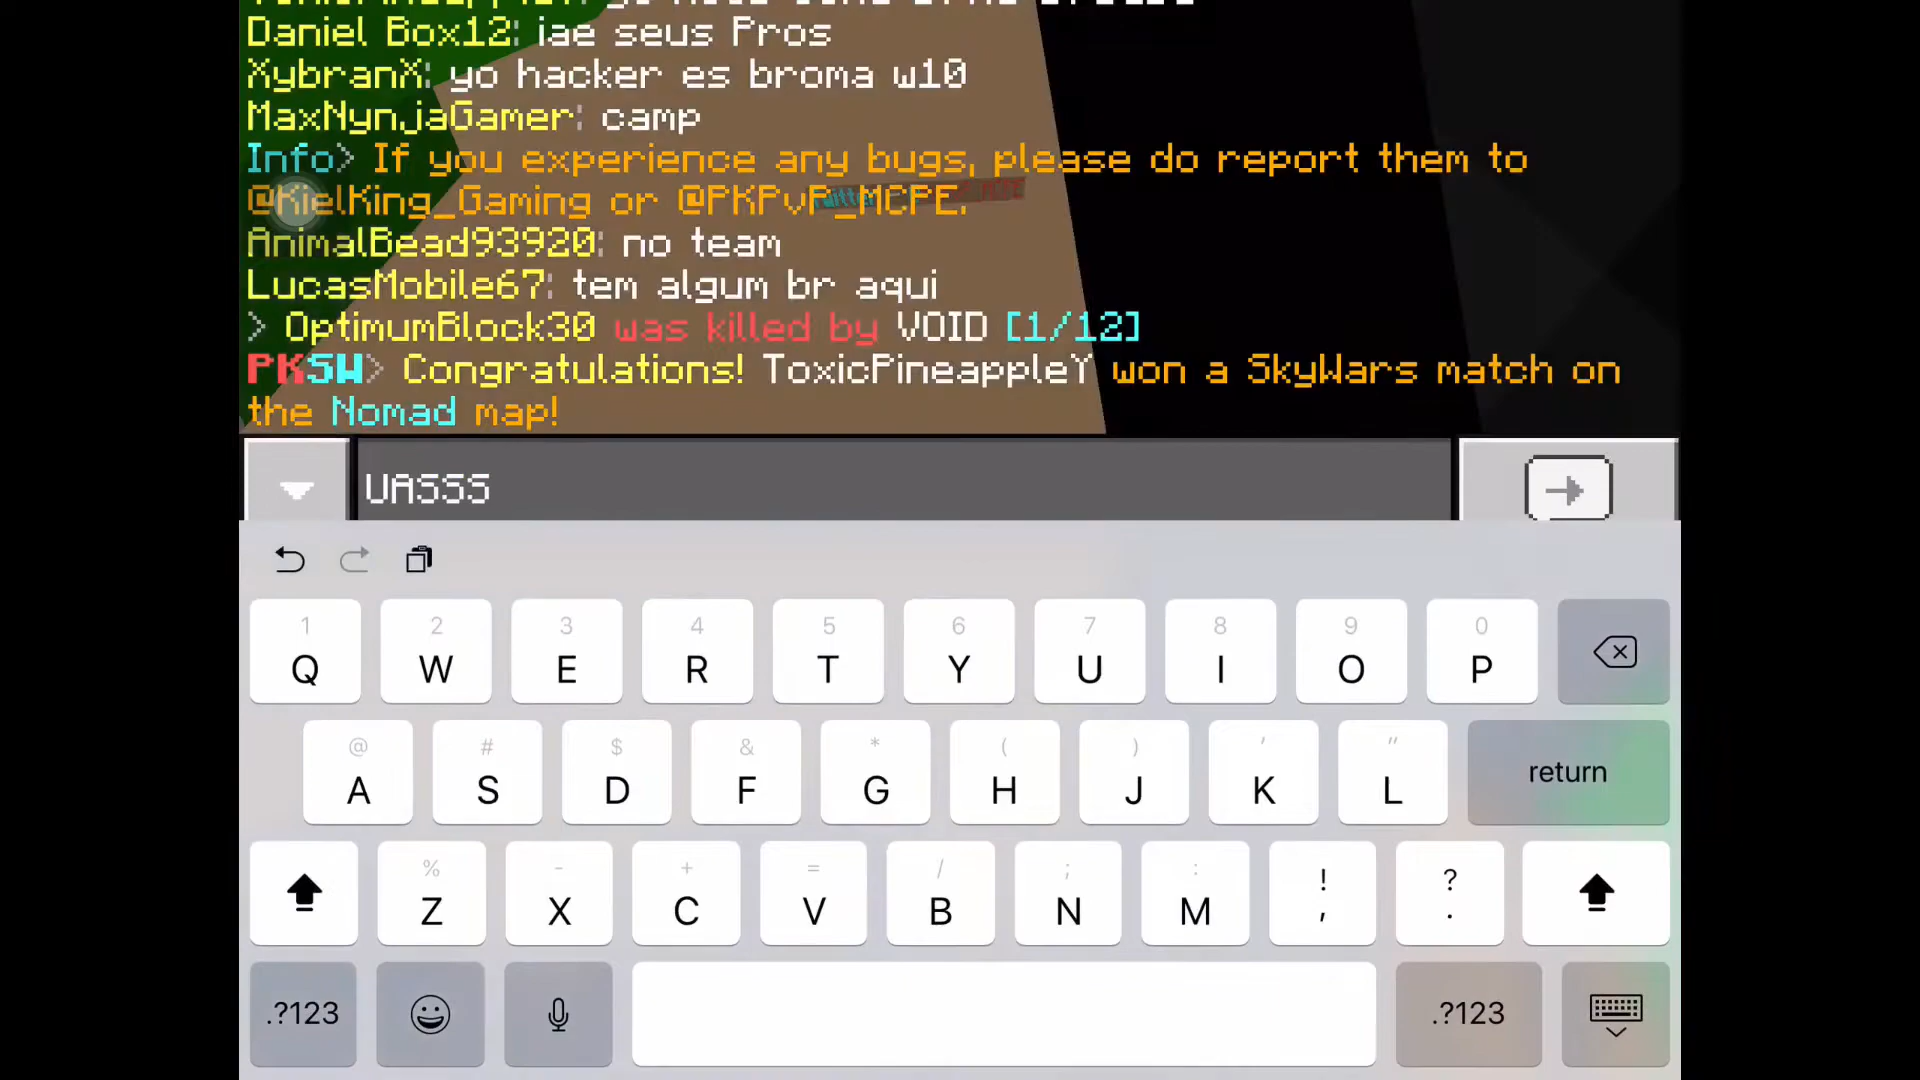 Daniel Box12: iae seus Pros
XybranX: yo hacker es broma w10
MaxNynjaGamer: camp
Info> If you experience any bugs, please do report them to
@KielKing_Gaming or @PKPvP_MCPE.
AnimalBead93920: no team
LucasMobile67: tem algum br aqui
> OptimumBlock30 was killed by VOID [1/12]
PKSW> Congratulations! ToxicPineappleY won a SkyWars match on
the Nomad map!
UASSS
1 2 3 4 5 6 7 8 9 0
Q W E R T Y U I O P
@ # $ & * ( ) ' "
A S D F G H J K L return
% - + = / ; : ! ?
Z X C V B N M , .
.?123 .?123